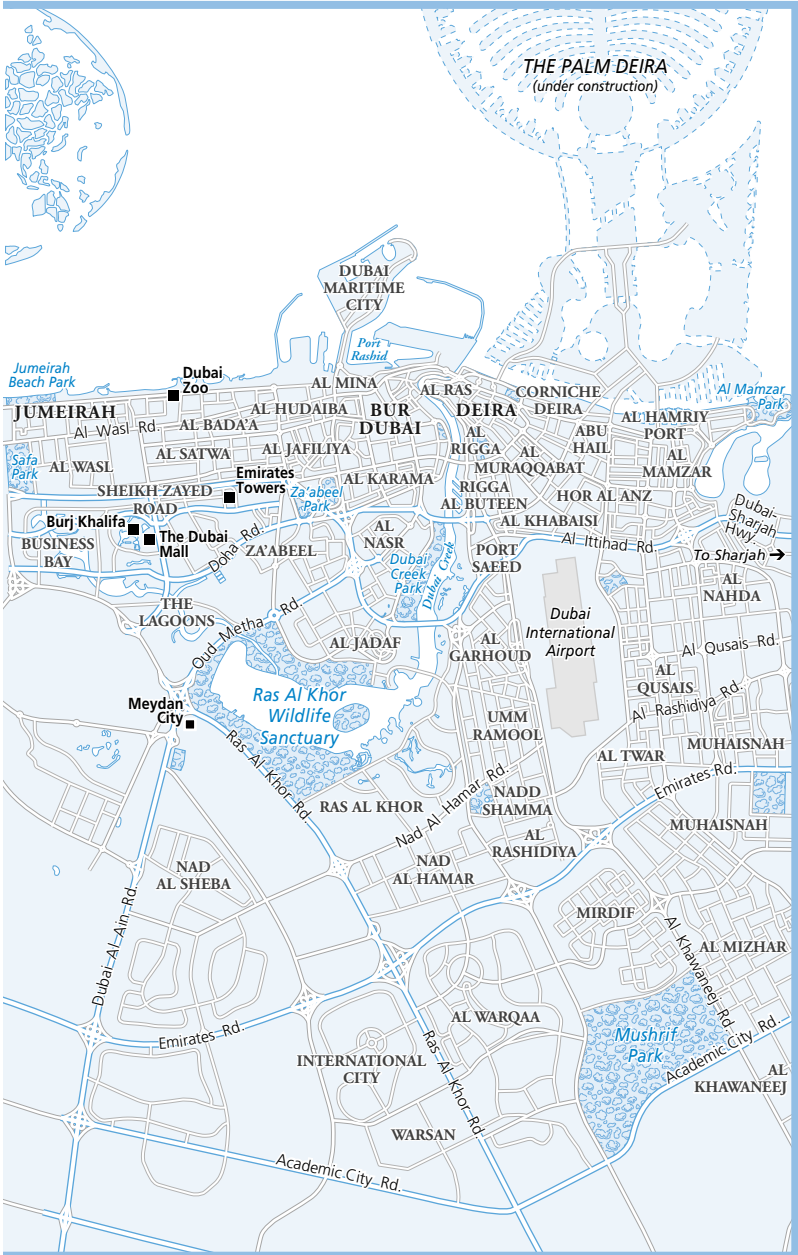 THE PALM DEIRA
(under construction)
DUBAI
MARITIME
CITY
Port
Rashid
Jumeirah
Beach Park
Dubai
Zoo
AL MINA
AL RAS
CORNICHE
DEIRA
Al Mamzar
Park
JUMEIRAH
Al Wasl Rd.
AL BADA'A
AL HUDAIBA
BUR
DUBAI
DEIRA
AL HAMRIY
PORT
ABU
HAIL
AL
RIGGA
AL
MURAQQABAT
AL
MAMZAR
Safa
Park
AL WASL
AL SATWA
AL JAFILIYA
Emirates
Towers
AL KARAMA
RIGGA
AL BUTEEN
HOR AL ANZ
SHEIKH ZAYED
ROAD
Za'abeel
Park
AL KHABAISI
Dubai-
Sharjah
Hwy.
Burj Khalifa
The Dubai
Mall
BUSINESS
BAY
Doha Rd.
ZA'ABEEL
AL
NASR
Dubai
Creek
Park
Dubai Creek
PORT
SAEED
Al Ittihad Rd.
To Sharjah ➔
AL
NAHDA
THE
LAGOONS
Oud Metha Rd.
AL JADAF
AL
GARHOUD
Dubai
International
Airport
Al Qusais Rd.
AL
QUSAIS
Al Rashidiya Rd.
Meydan
City
Ras Al Khor
Wildlife
Sanctuary
UMM
RAMOOL
AL TWAR
MUHAISNAH
Ras Al Khor Rd.
RAS AL KHOR
Nad Al Hamar Rd.
NADD
SHAMMA
Emirates Rd.
MUHAISNAH
AL
RASHIDIYA
NAD
AL SHEBA
NAD
AL HAMAR
MIRDIF
Al Khawaneej Rd.
AL MIZHAR
Dubai Al Ain Rd.
AL WARQAA
Emirates Rd.
Mushrif
Park
Academic City Rd.
INTERNATIONAL
CITY
Ras Al Khor Rd.
AL
KHAWANEEJ
WARSAN
Academic City Rd.